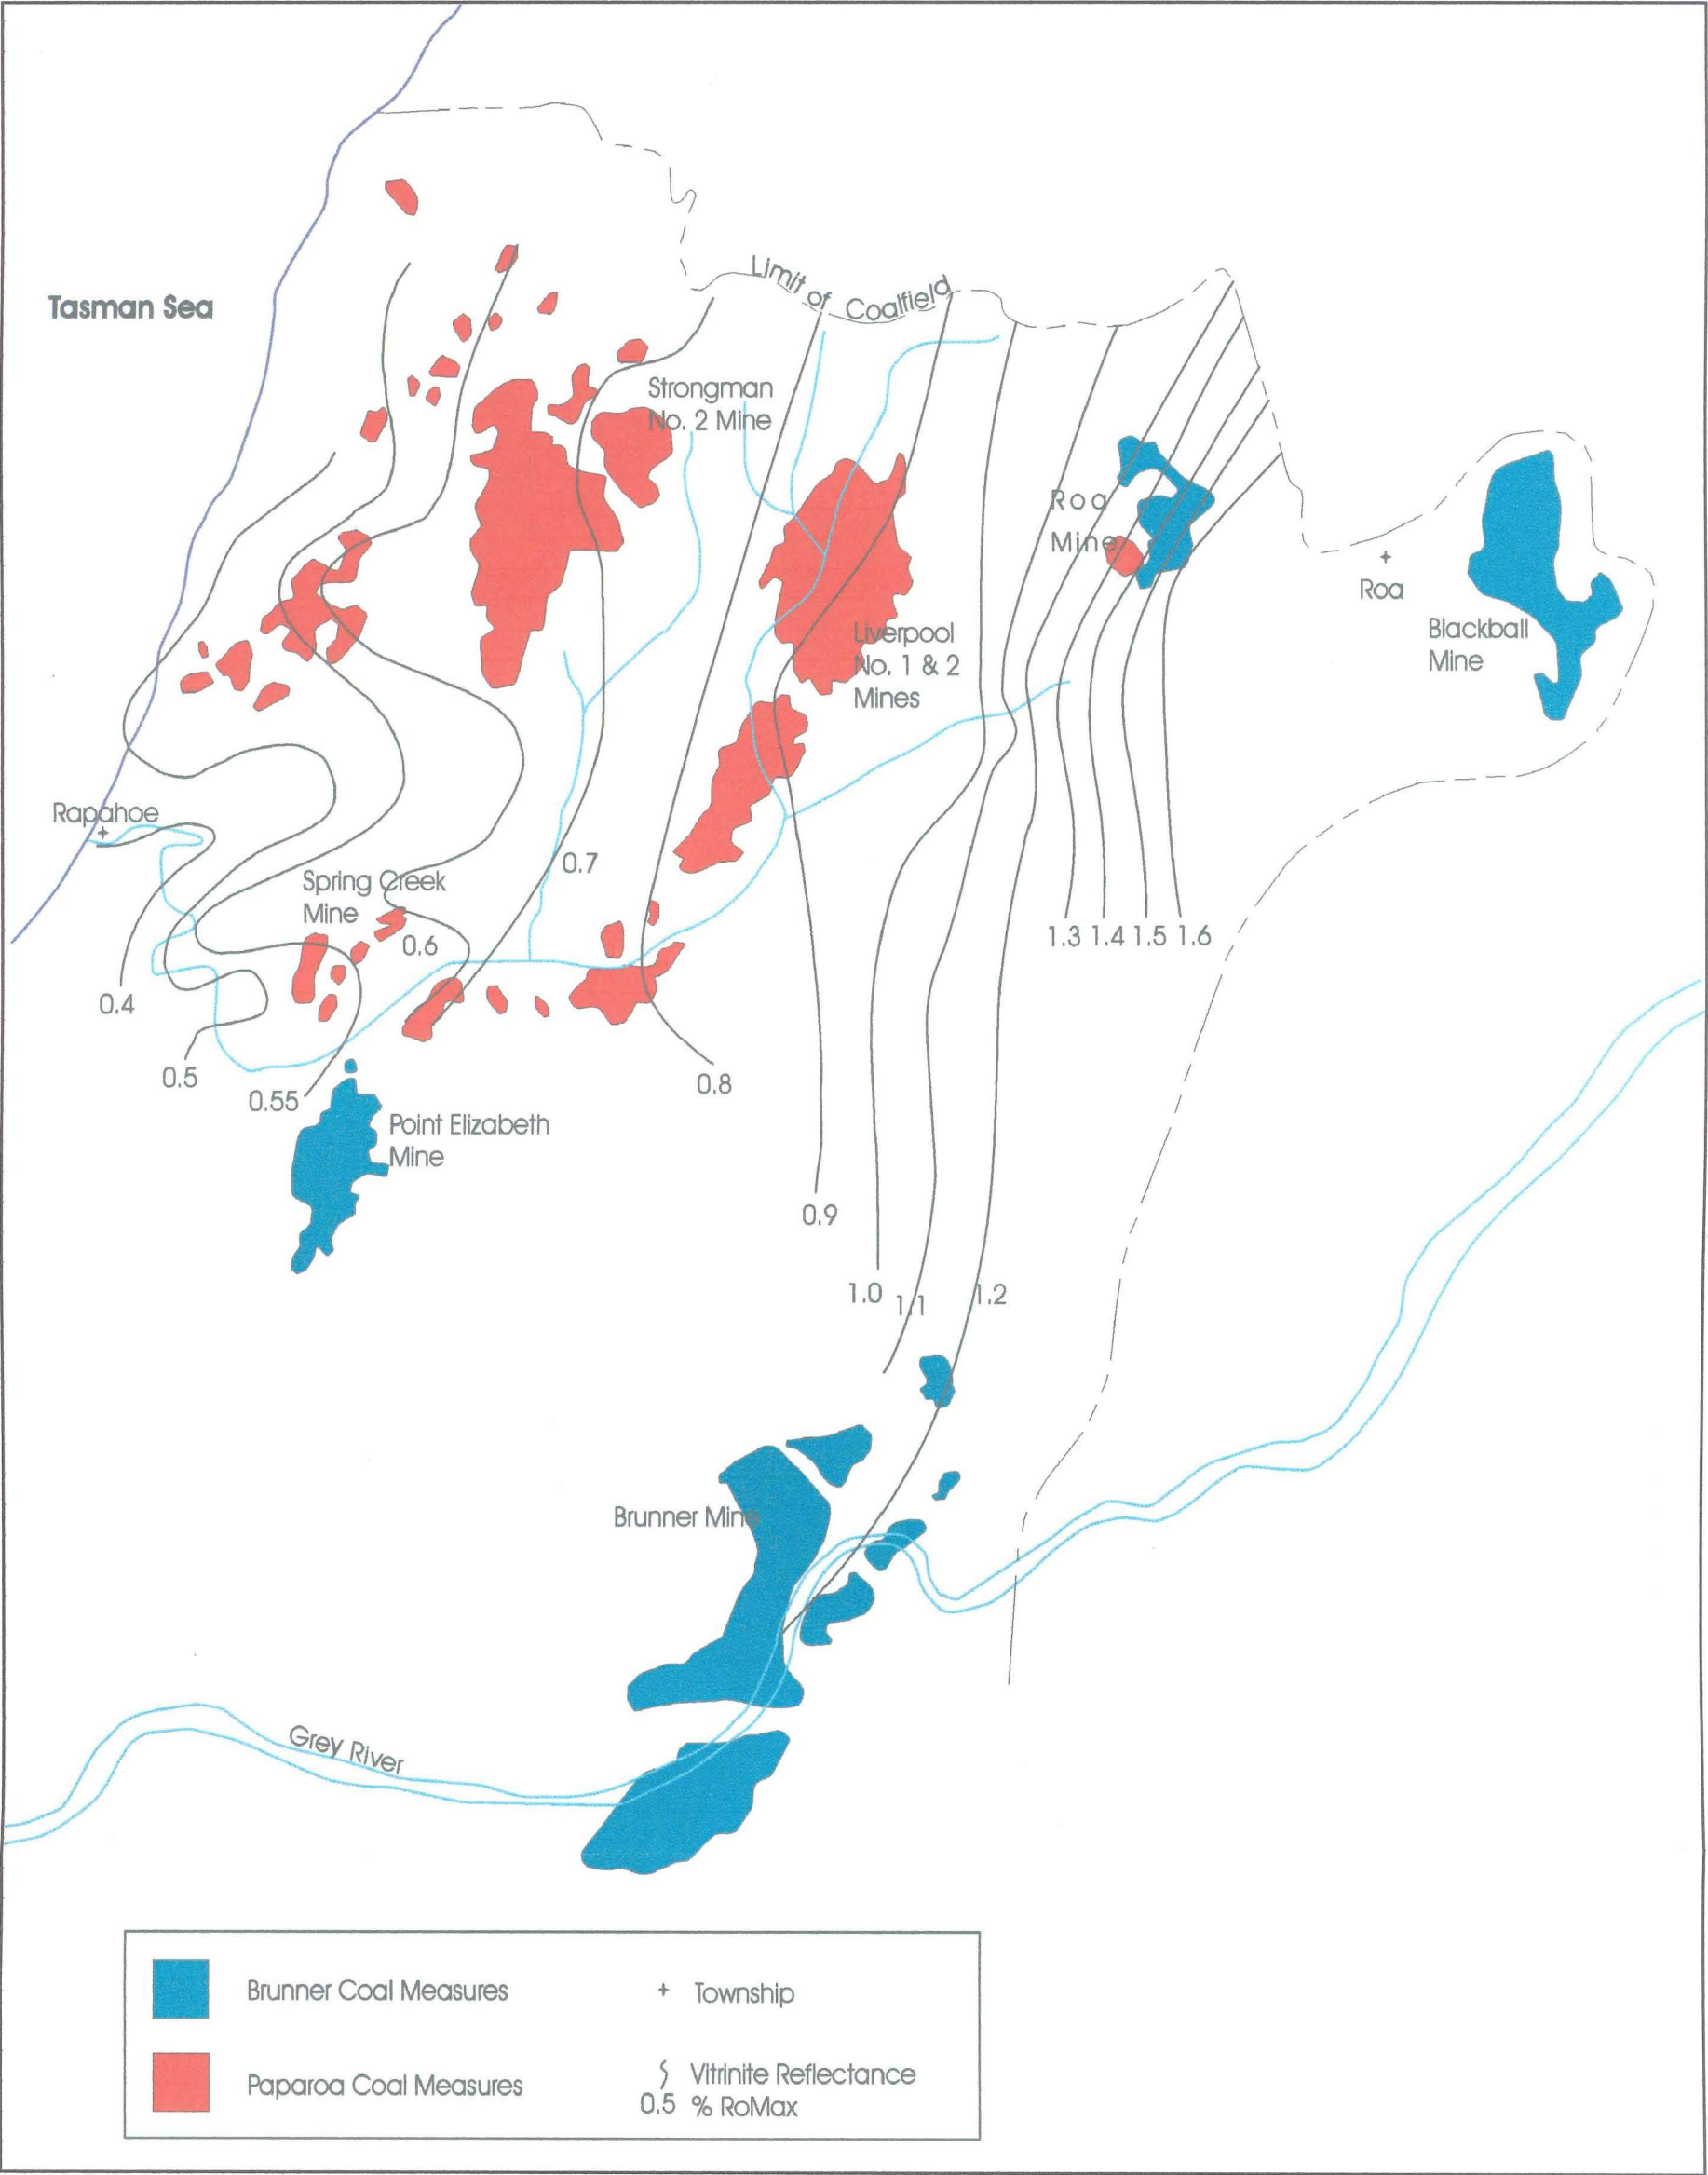 Limit of Coalfield
Tasman Sea
Strongman
No. 2 Mine
Roa
Mine
Roa
Liverpool
No. 1 & 2
Mines
Blackball
Mine
Rapahoe
0.7
Spring Creek
Mine
0.6
1.3 1.4 1.5 1.6
0.4
0.5
0.55
0.8
Point Elizabeth
Mine
0.9
1.0
1.1
1.2
Brunner Mine
Grey River
Brunner Coal Measures
Township
Paparoa Coal Measures
Vitrinite Reflectance
0.5 % RoMax